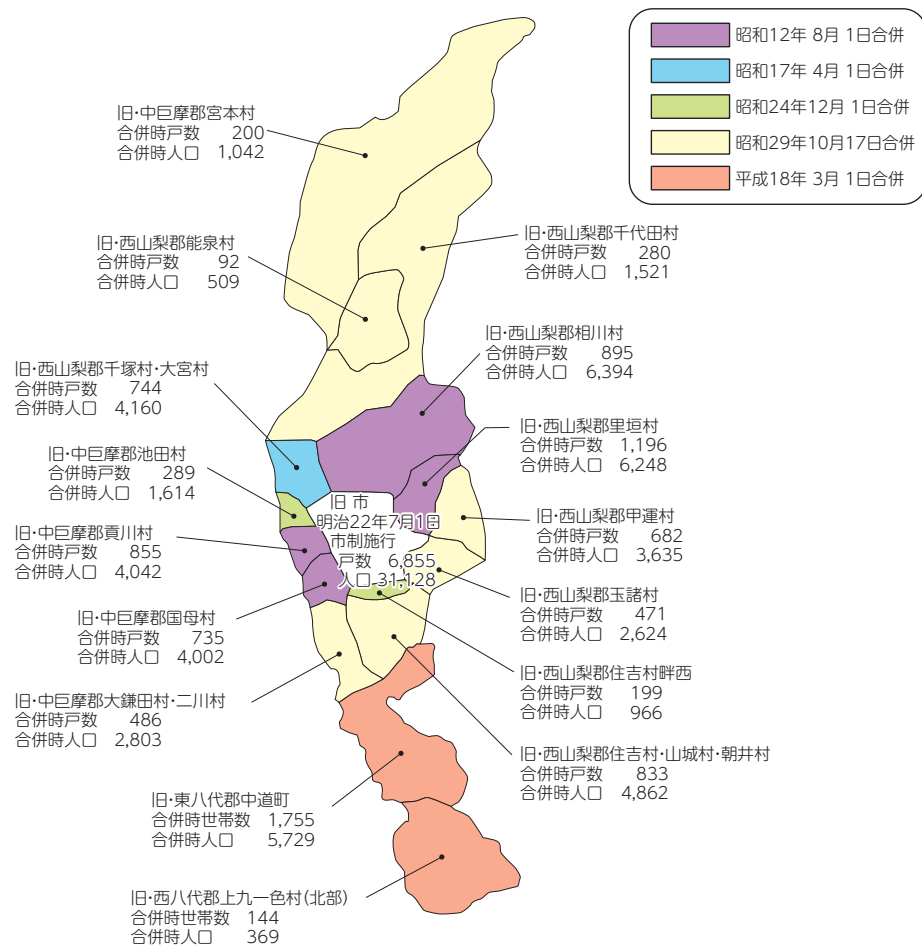 昭和12年 8月 1日合併
昭和17年 4月 1日合併
昭和24年12月 1日合併
昭和29年10月17日合併
平成18年 3月 1日合併
旧・中巨摩郡宮本村
合併時戸数 200
合併時人口 1,042
旧・西山梨郡能泉村
合併時戸数 92
合併時人口 509
旧・西山梨郡千代田村
合併時戸数 280
合併時人口 1,521
旧・西山梨郡相川村
合併時戸数 895
合併時人口 6,394
旧・西山梨郡千塚村・大宮村
合併時戸数 744
合併時人口 4,160
旧・西山梨郡里垣村
合併時戸数 1,196
合併時人口 6,248
旧・中巨摩郡池田村
合併時戸数 289
合併時人口 1,614
旧 市
明治22年7月1日
市制施行
戸数 6,855
人口 31,128
旧・西山梨郡甲運村
合併時戸数 682
合併時人口 3,635
旧・中巨摩郡貢川村
合併時戸数 855
合併時人口 4,042
旧・西山梨郡玉諸村
合併時戸数 471
合併時人口 2,624
旧・中巨摩郡国母村
合併時戸数 735
合併時人口 4,002
旧・西山梨郡住吉村畔西
合併時戸数 199
合併時人口 966
旧・中巨摩郡大鎌田村・二川村
合併時戸数 486
合併時人口 2,803
旧・西山梨郡住吉村・山城村・朝井村
合併時戸数 833
合併時人口 4,862
旧・東八代郡中道町
合併時世帯数 1,755
合併時人口 5,729
旧・西八代郡上九一色村(北部)
合併時世帯数 144
合併時人口 369